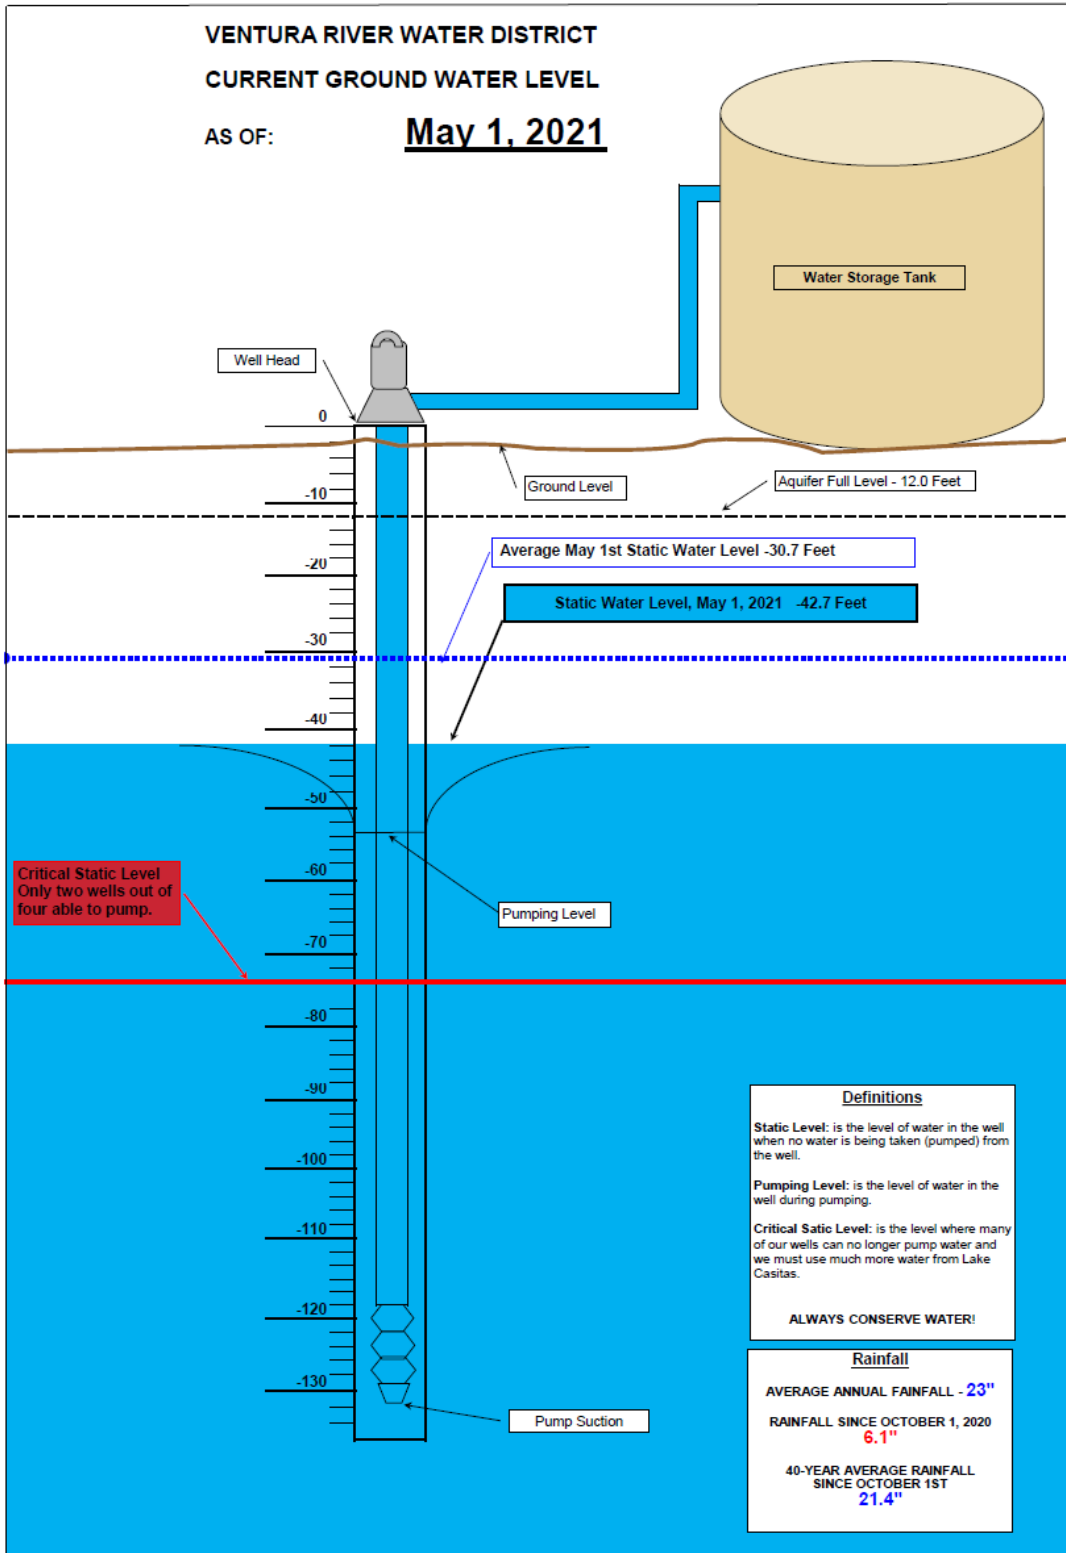 VENTURA RIVER WATER DISTRICT
CURRENT GROUND WATER LEVEL
AS OF: May 1, 2021
Water Storage Tank
Well Head
0
Ground Level
Aquifer Full Level - 12.0 Feet
-10
Average May 1st Static Water Level -30.7 Feet
-20
Static Water Level, May 1, 2021 -42.7 Feet
-30
-40
-50
-60
Critical Static Level
Only two wells out of
four able to pump.
Pumping Level
-70
-80
-90
-100
-110
-120
-130
Pump Suction
Definitions
Static Level: is the level of water in the well
when no water is being taken (pumped) from
the well.
Pumping Level: is the level of water in the
well during pumping.
Critical Satic Level: is the level where many
of our wells can no longer pump water and
we must use much more water from Lake
Casitas.
ALWAYS CONSERVE WATER!
Rainfall
AVERAGE ANNUAL FAINFALL - 23"
RAINFALL SINCE OCTOBER 1, 2020
6.1"
40-YEAR AVERAGE RAINFALL
SINCE OCTOBER 1ST
21.4"